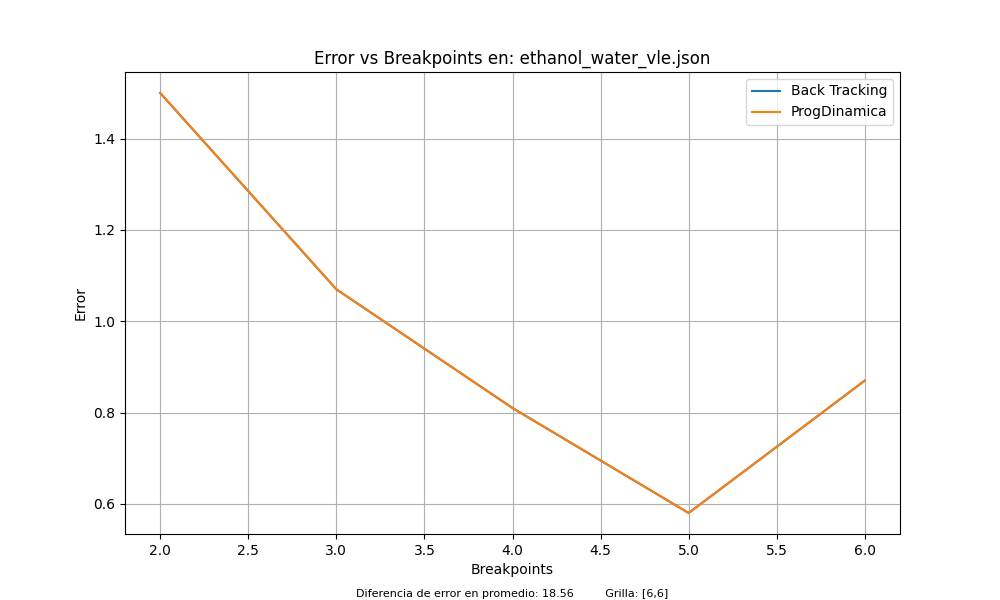 Error vs Breakpoints en: ethanol_water_vle.json
Back Tracking
ProgDinamica
Error
1.4
1.2
1.0
0.8
0.6
2.0 2.5 3.0 3.5 4.0 4.5 5.0 5.5 6.0
Breakpoints
Diferencia de error en promedio: 18.56 Grilla: [6,6]